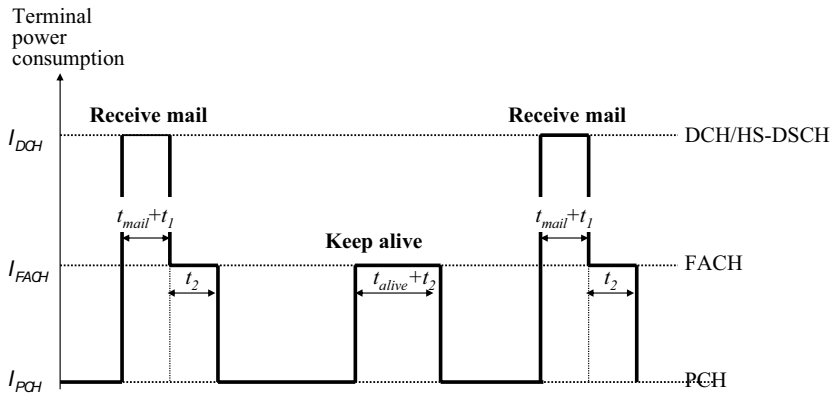 Terminal
power
consumption
Receive mail
Receive mail
I_DCH
DCH/HS-DSCH
t_mail+t_1
t_mail+t_1
Keep alive
I_FACH
FACH
t_2
t_alive+t_2
t_2
I_PCH
PCH